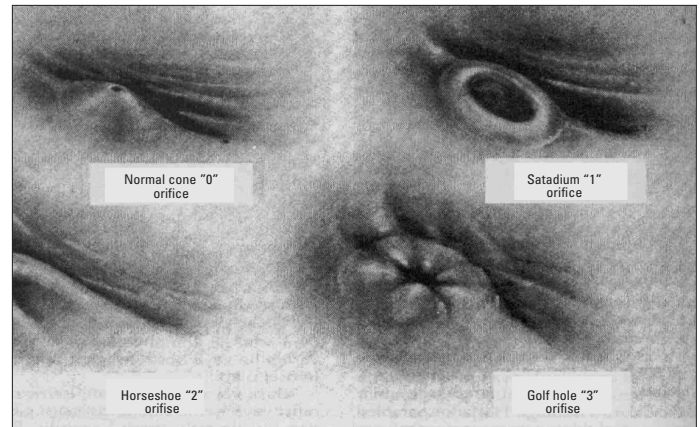 Normal cone "0"
orifice
Satadium "1"
orifice
Horseshoe "2"
orifise
Golf hole "3"
orifise